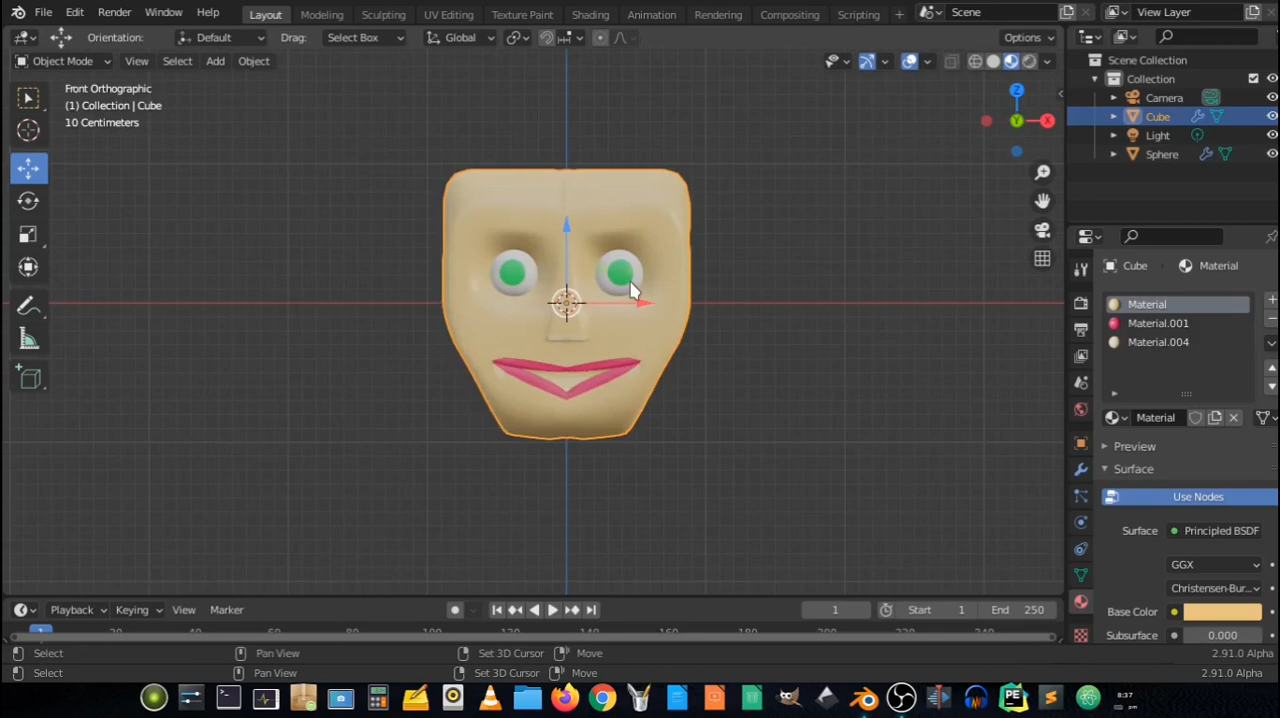 File Edit Render Window Help Layout Modeling Sculpting UV Editing Texture Paint Shading Animation Rendering Compositing Scripting + Scene View Layer
Orientation: Default Drag: Select Box Global Options
Object Mode View Select Add Object
Front Orthographic
(1) Collection | Cube
10 Centimeters
Z
Y
X
Scene Collection
Collection
Camera
Cube
Light
Sphere
Cube Material
Material
Material.001
Material.004
Material
Preview
Surface
Use Nodes
Surface Principled BSDF
GGX
Christensen-Bur...
Base Color
Subsurface 0.000
Playback Keying View Marker 1 Start 1 End 250
1
Select Pan View Set 3D Cursor Move 2.91.0 Alpha
Select Pan View Set 3D Cursor Move 2.91.0 Alpha
PE
8:37
pm